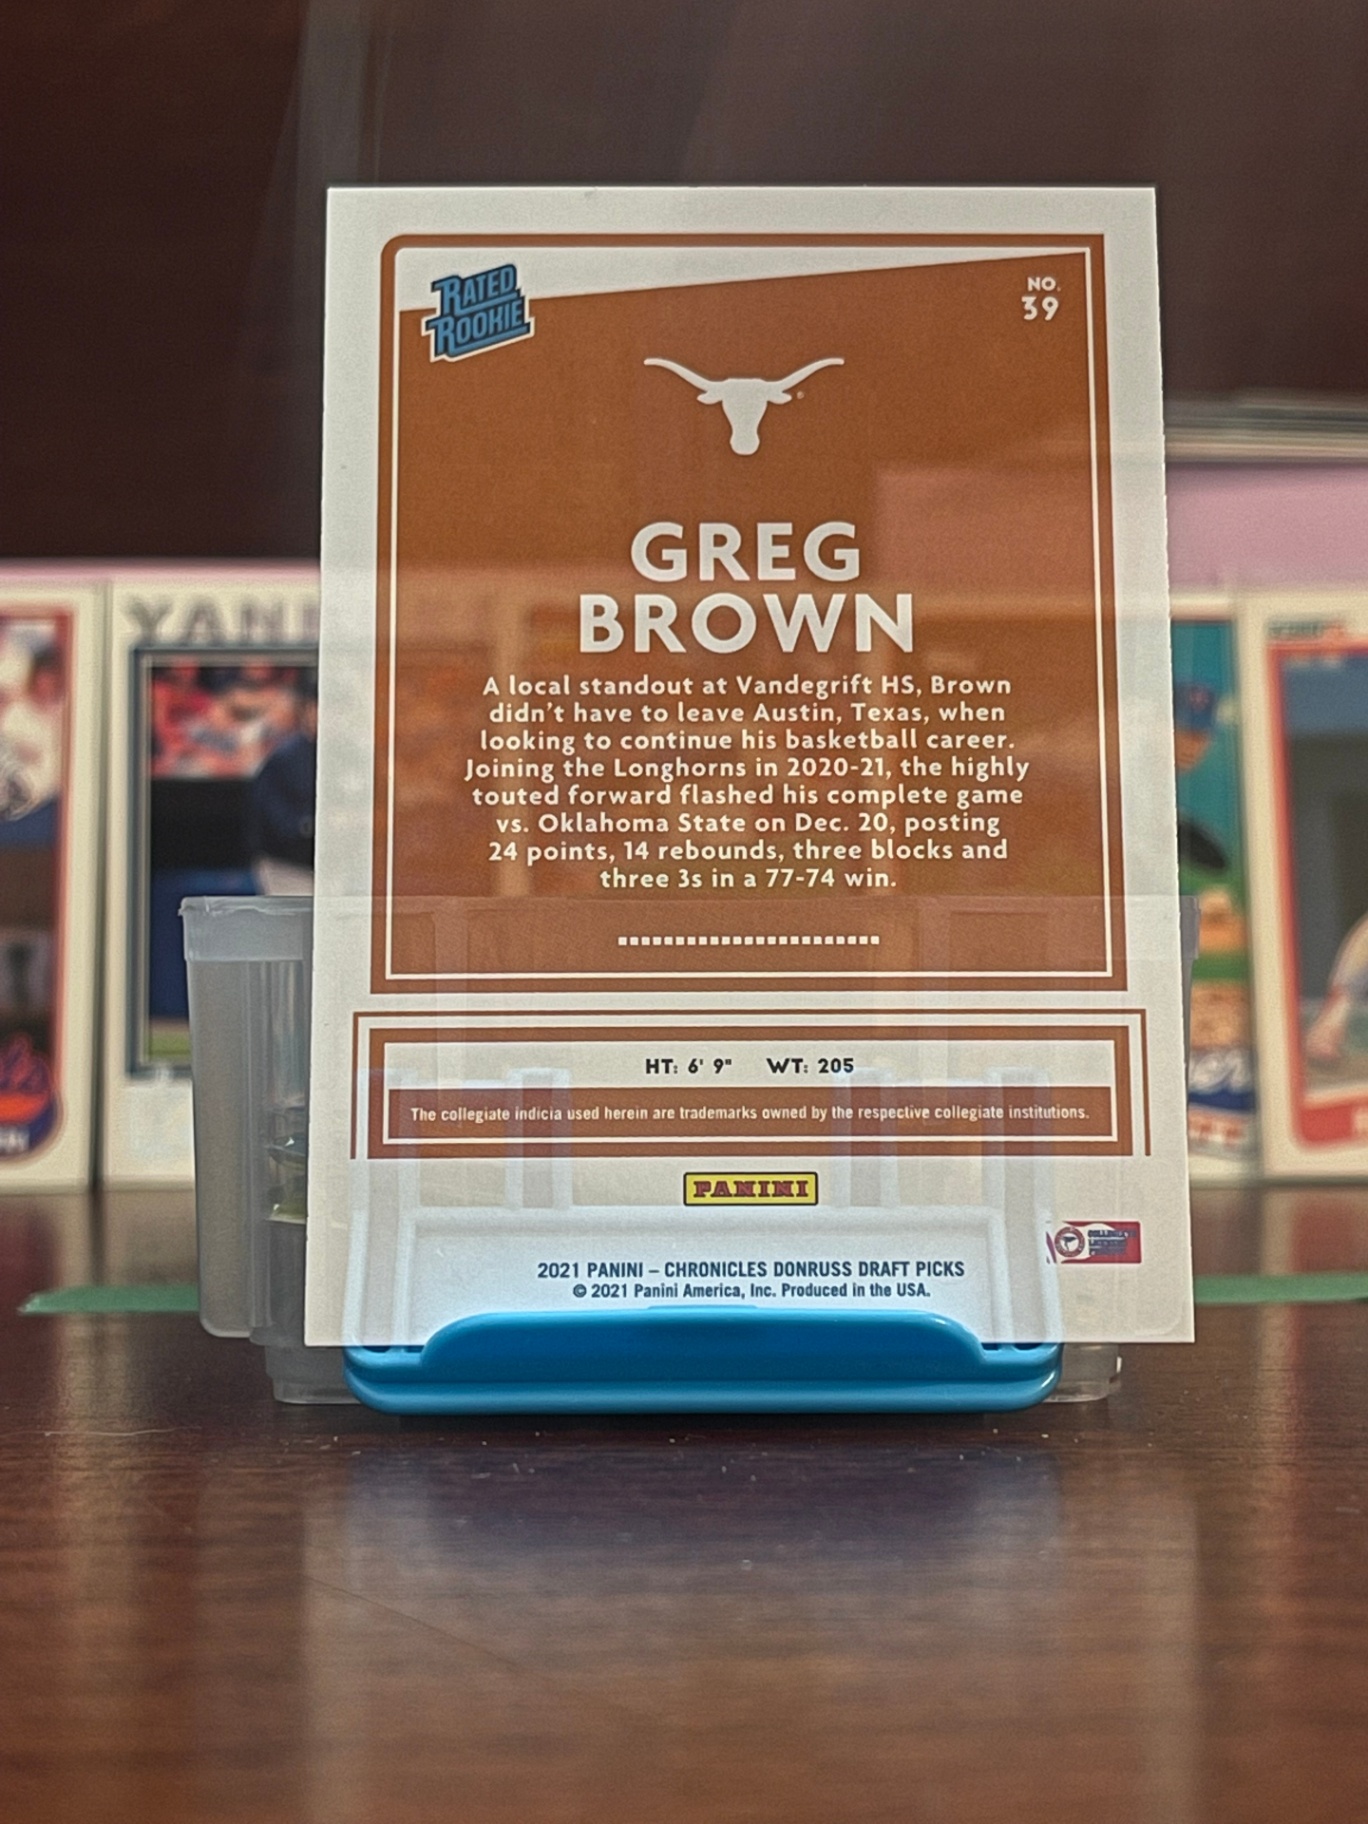 RATED
ROOKIE
NO.
39
GREG
BROWN
A local standout at Vandegrift HS, Brown
didn't have to leave Austin, Texas, when
looking to continue his basketball career.
Joining the Longhorns in 2020-21, the highly
touted forward flashed his complete game
vs. Oklahoma State on Dec. 20, posting
24 points, 14 rebounds, three blocks and
three 3s in a 77-74 win.
HT: 6' 9" WT: 205
The collegiate indicia used herein are trademarks owned by the respective collegiate institutions.
PANINI
2021 PANINI – CHRONICLES DONRUSS DRAFT PICKS
© 2021 Panini America, Inc. Produced in the USA.